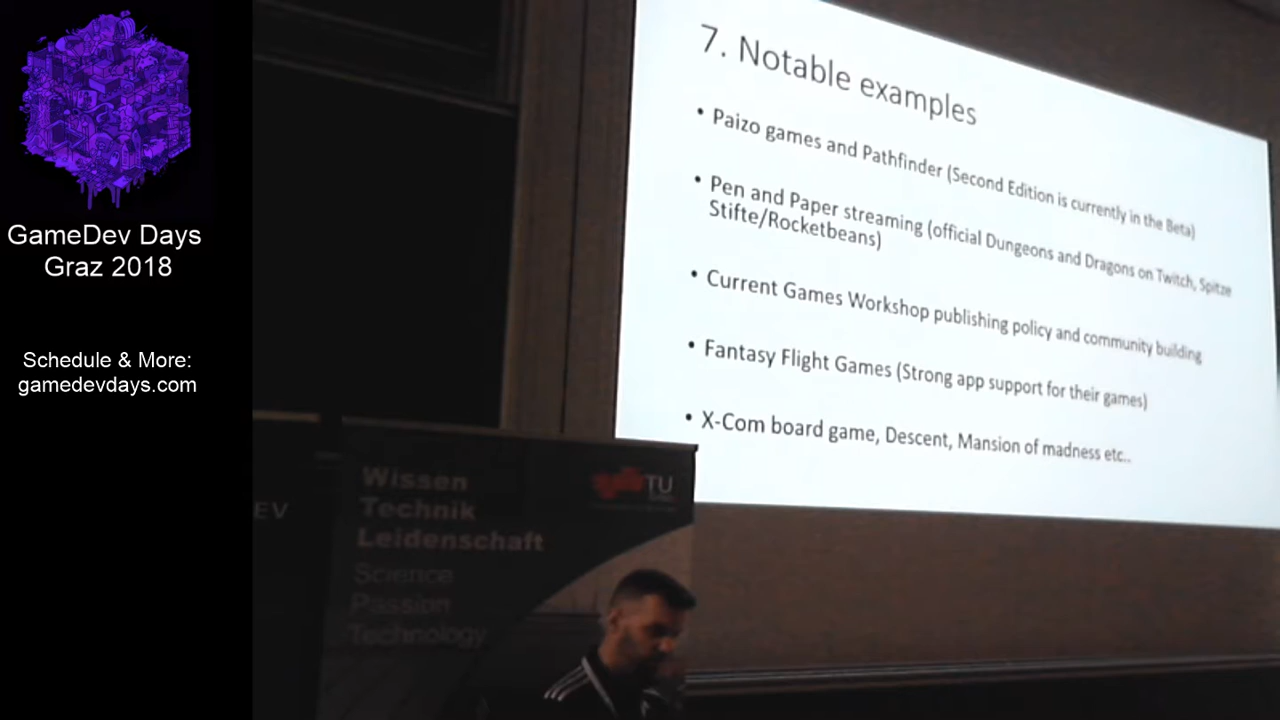 GameDev Days
Graz 2018
Schedule & More:
gamedevdays.com
7. Notable examples
• Paizo games and Pathfinder (Second Edition is currently in the Beta)
• Pen and Paper streaming (official Dungeons and Dragons on Twitch, Spitze
Stifte/Rocketbeans)
• Current Games Workshop publishing policy and community building
• Fantasy Flight Games (Strong app support for their games)
• X-Com board game, Descent, Mansion of madness etc..
EV
Wissen
Technik
Leidenschaft
TU
Science
Passion
Technology